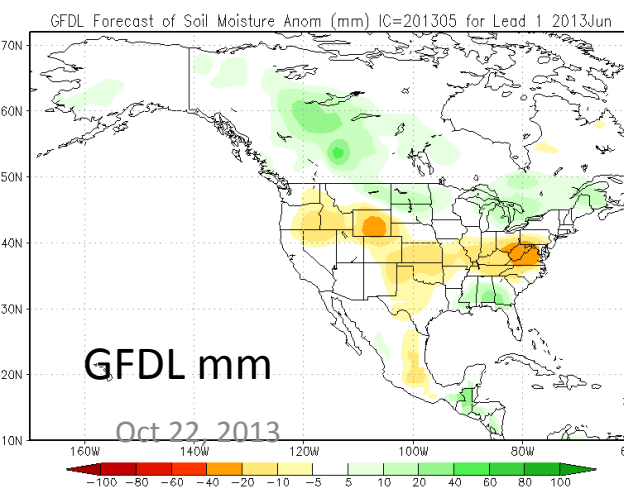 GFDL Forecast of Soil Moisture Anom (mm) IC=201305 for Lead 1 2013Jun
70N
60N
50N
40N
30N
20N
10N
GFDL mm
Oct 22, 2013
160W 140W 120W 100W 80W 6
-100 -80 -60 -40 -20 -10 -5 5 10 20 40 60 80 100